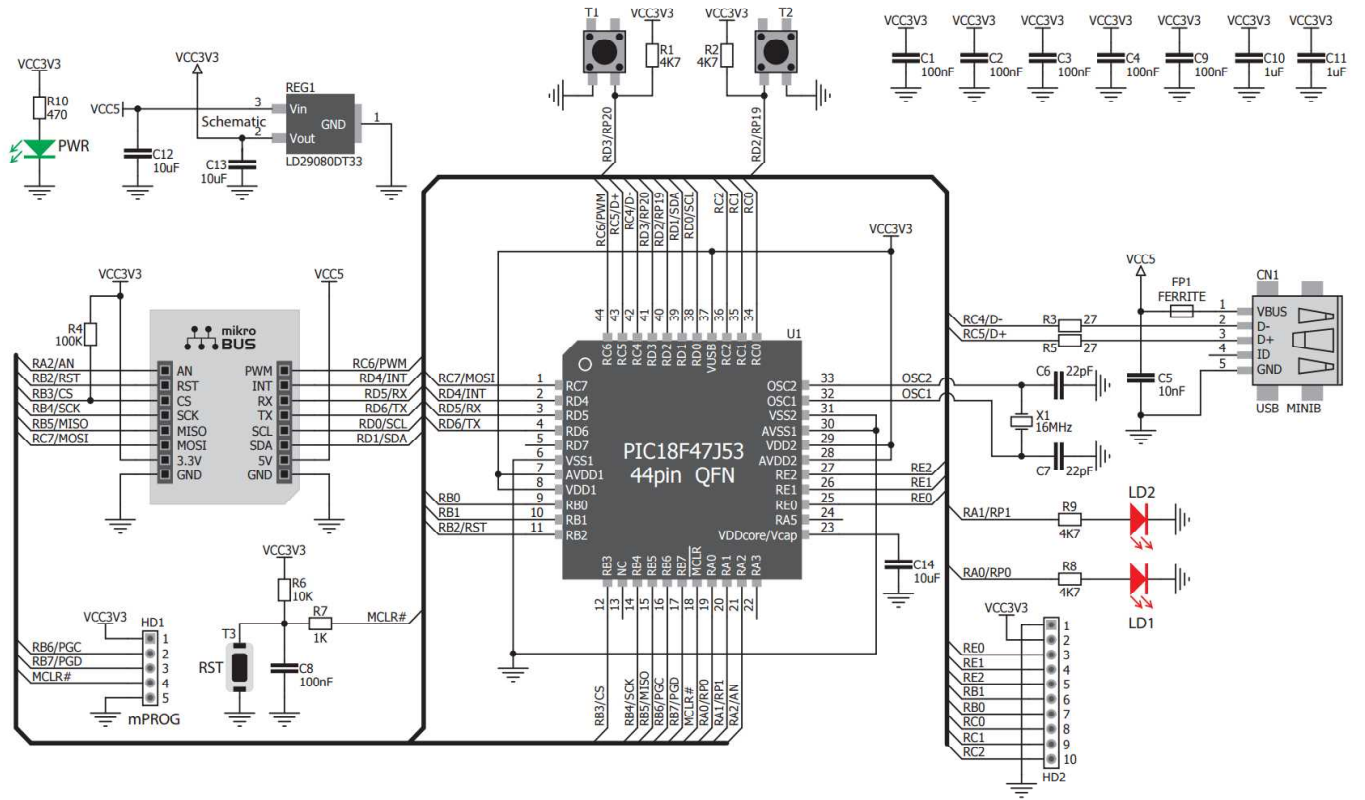 VCC3V3
R10
470
PWR
VCC3V3
VCC5
Schematic
C12
10uF
C13
10uF
REG1
3
Vin
2
Vout
GND
1
LD29080DT33
T1
VCC3V3
R1
4K7
RD3/RP20
VCC3V3
T2
R2
4K7
RD2/RP19
VCC3V3
C1
100nF
VCC3V3
C2
100nF
VCC3V3
C3
100nF
VCC3V3
C4
100nF
VCC3V3
C9
100nF
VCC3V3
C10
1uF
VCC3V3
C11
1uF
VCC3V3
VCC5
R4
100K
mikro
BUS
RA2/AN
RB2/RST
RB3/CS
RB4/SCK
RB5/MISO
RC7/MOSI
AN
RST
CS
SCK
MISO
MOSI
3.3V
GND
PWM
INT
RX
TX
SCL
SDA
5V
GND
RC6/PWM
RD4/INT
RD5/RX
RD6/TX
RD0/SCL
RD1/SDA
RC6/PWM
RC5/D+
RC4/D-
RD3/RP20
RD2/RP19
RD1/SDA
RD0/SCL
RC2
RC1
RC0
VCC3V3
44
43
42
41
40
39
38
37
36
35
34
U1
RC6
RC5
RC4
RD3
RD2
RD1
RD0
VUSB
RC2
RC1
RC0
RC7/MOSI
RD4/INT
RD5/RX
RD6/TX
RB0
RB1
RB2/RST
1
2
3
4
5
6
7
8
9
10
11
RC7
RD4
RD5
RD6
RD7
VSS1
AVDD1
VDD1
RB0
RB1
RB2
PIC18F47J53
44pin QFN
OSC2
OSC1
VSS2
AVSS1
VDD2
AVDD2
RE2
RE1
RE0
RA5
VDDcore/Vcap
33
32
31
30
29
28
27
26
25
24
23
OSC2
OSC1
RE2
RE1
RE0
RB3
NC
RB4
RB5
RB6
RB7
MCLR
RA0
RA1
RA2
RA3
12
13
14
15
16
17
18
19
20
21
22
RB3/CS
RB4/SCK
RB5/MISO
RB6/PGC
RB7/PGD
MCLR#
RA0/RP0
RA1/RP1
RA2/AN
C14
10uF
C6
22pF
X1
16MHz
C7
22pF
VCC5
FP1
FERRITE
C5
10nF
RC4/D-
RC5/D+
R3
27
R5
27
CN1
1
2
3
4
5
VBUS
D-
D+
ID
GND
USB MINIB
RA1/RP1
R9
4K7
LD2
RA0/RP0
R8
4K7
LD1
VCC3V3
RE0
RE1
RE2
RB1
RB0
RC0
RC1
RC2
1
2
3
4
5
6
7
8
9
10
HD2
VCC3V3
R6
10K
R7
1K
MCLR#
T3
RST
C8
100nF
VCC3V3
HD1
RB6/PGC
RB7/PGD
MCLR#
1
2
3
4
5
mPROG